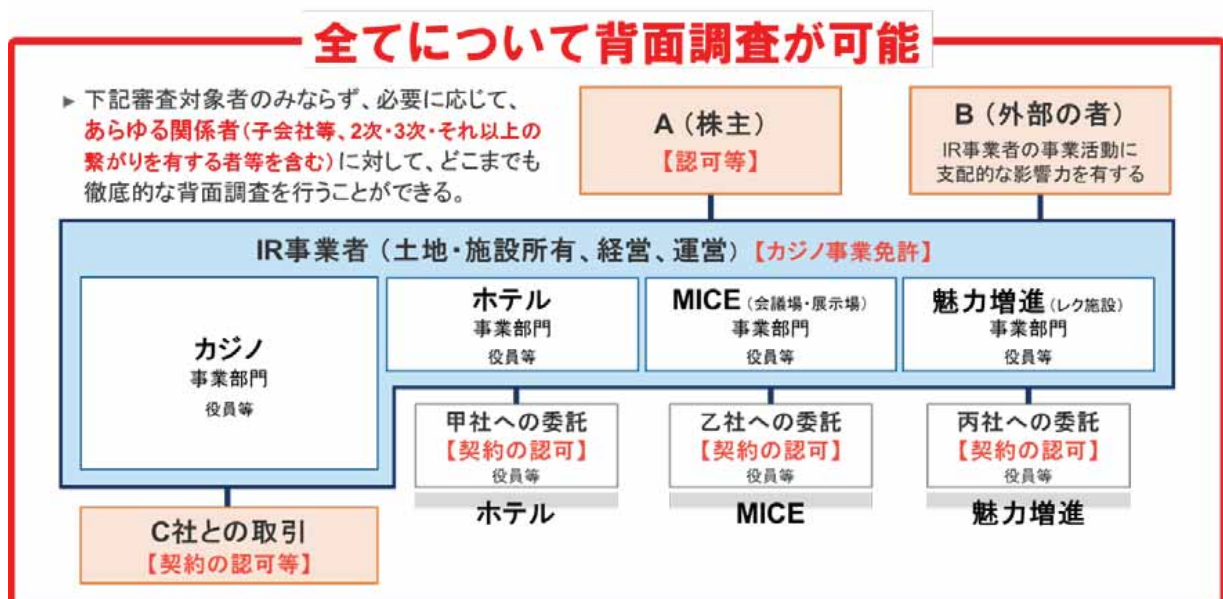 全てについて背面調査が可能
▶ 下記審査対象者のみならず、必要に応じて、
あらゆる関係者(子会社等、2次・3次・それ以上の
繋がりを有する者等を含む)に対して、どこまでも
徹底的な背面調査を行うことができる。
A(株主)
【認可等】
B(外部の者)
IR事業者の事業活動に
支配的な影響力を有する
IR事業者(土地・施設所有、経営、運営)【カジノ事業免許】
カジノ
事業部門
役員等
ホテル
事業部門
役員等
MICE(会議場・展示場)
事業部門
役員等
魅力増進(レク施設)
事業部門
役員等
甲社への委託
【契約の認可】
役員等
ホテル
乙社への委託
【契約の認可】
役員等
MICE
丙社への委託
【契約の認可】
役員等
魅力増進
C社との取引
【契約の認可等】